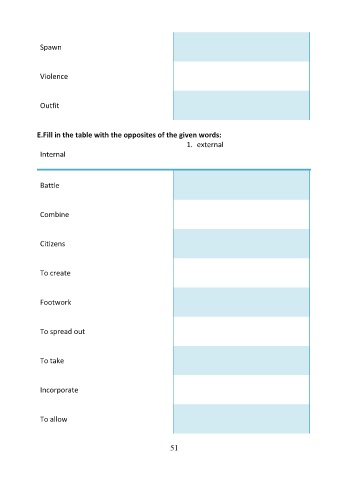 Spawn
Violence
Outfit
E.Fill in the table with the opposites of the given words:
1. external
Internal
Battle
Combine
Citizens
To create
Footwork
To spread out
To take
Incorporate
To allow
51